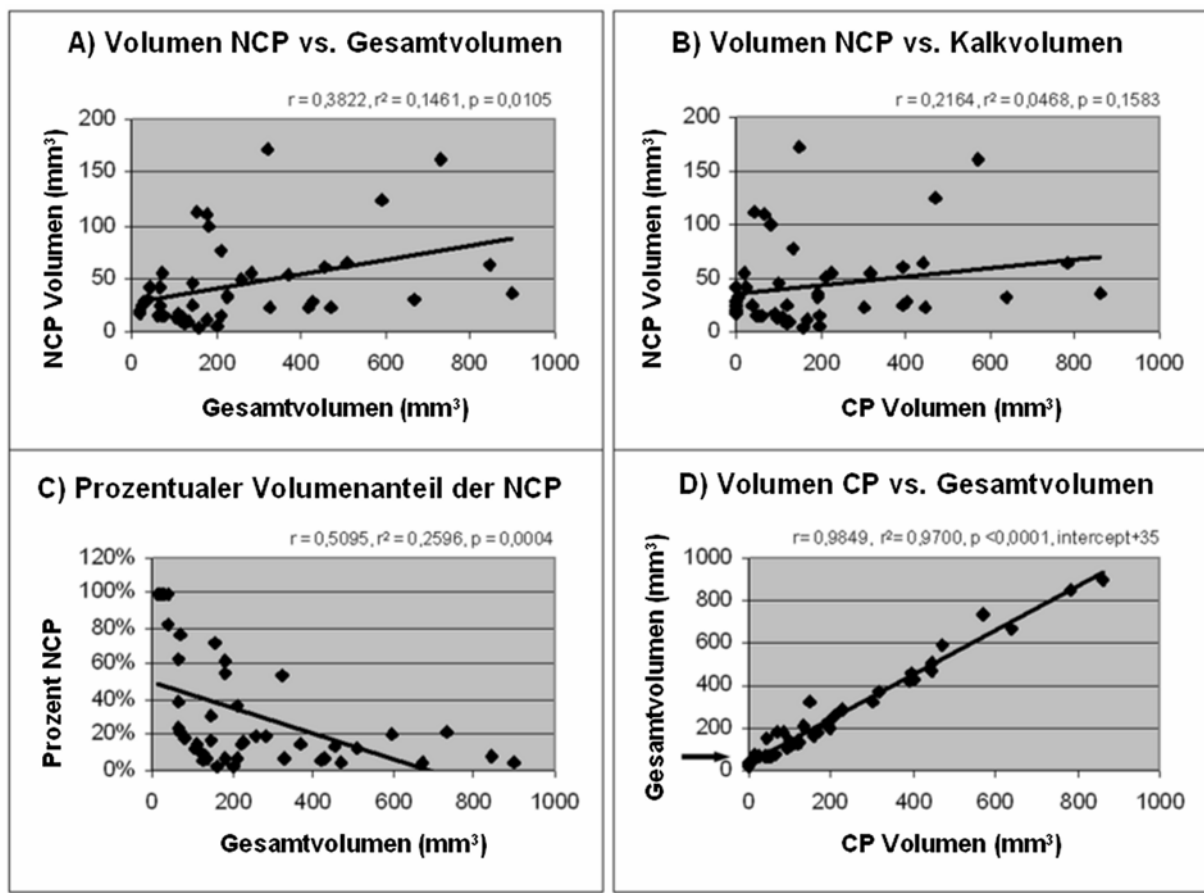 A) Volumen NCP vs. Gesamtvolumen
r = 0,3822, r² = 0,1461, p = 0,0105
NCP Volumen (mm³)
200
150
100
50
0
0 200 400 600 800 1000
Gesamtvolumen (mm³)
B) Volumen NCP vs. Kalkvolumen
r = 0,2164, r² = 0,0468, p = 0,1583
NCP Volumen (mm³)
200
150
100
50
0
0 200 400 600 800 1000
CP Volumen (mm³)
C) Prozentualer Volumenanteil der NCP
r = 0,5095, r² = 0,2596, p = 0,0004
Prozent NCP
120%
100%
80%
60%
40%
20%
0%
0 200 400 600 800 1000
Gesamtvolumen (mm³)
D) Volumen CP vs. Gesamtvolumen
r= 0,9849, r²= 0,9700, p <0,0001, intercept+35
Gesamtvolumen (mm³)
1000
800
600
400
200
0
0 200 400 600 800 1000
CP Volumen (mm³)